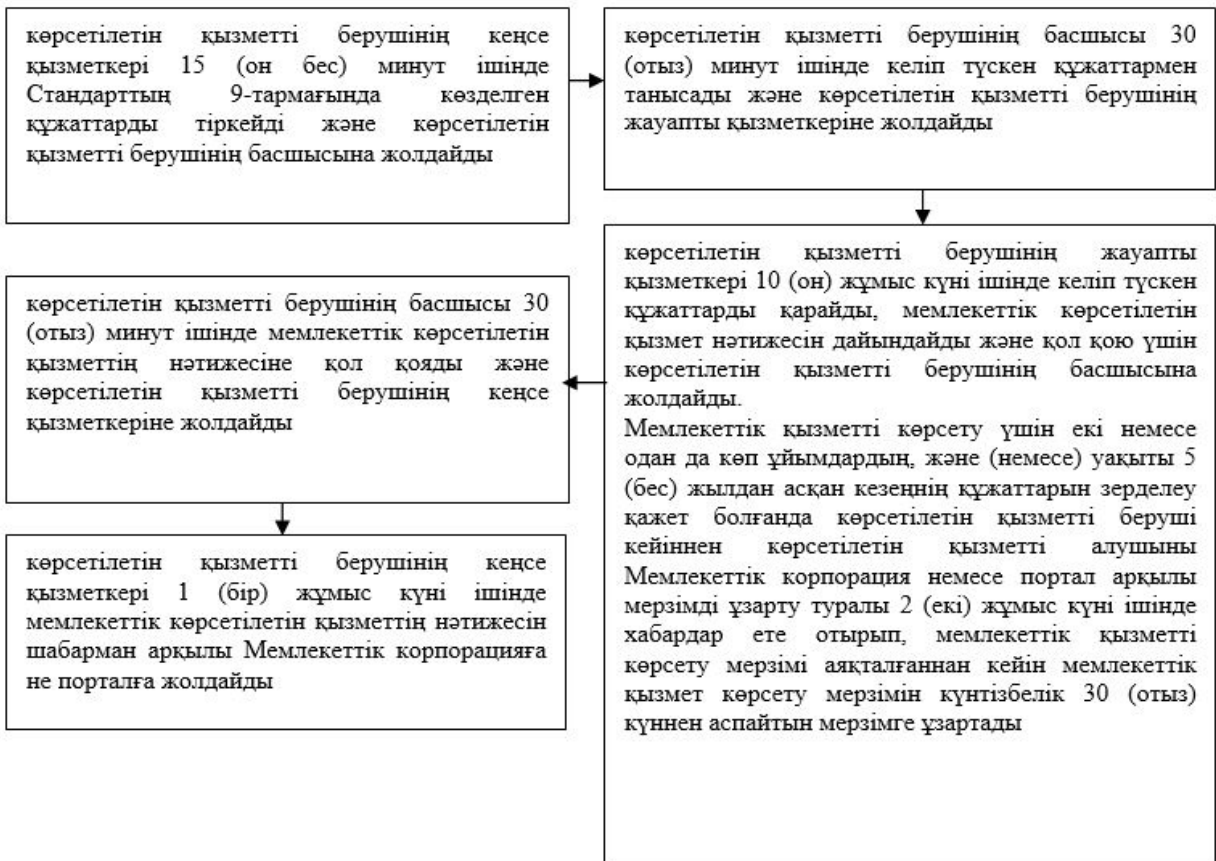 көрсетілетін қызметті берушінің кеңсе
қызметкері 15 (он бес) минут ішінде
Стандарттың 9-тармағында көзделген
құжаттарды тіркейді және көрсетілетін
қызметті берушінің басшысына жолдайды
көрсетілетін қызметті берушінің басшысы 30
(отыз) минут ішінде келіп түскен құжаттармен
танысады және көрсетілетін қызметті берушінің
жауапты қызметкеріне жолдайды
көрсетілетін қызметті берушінің жауапты
қызметкері 10 (он) жұмыс күні ішінде келіп түскен
құжаттарды қарайды, мемлекеттік көрсетілетін
қызмет нәтижесін дайындайды және қол қою үшін
көрсетілетін қызметті берушінің басшысына
жолдайды.
Мемлекеттік қызметті көрсету үшін екі немесе
одан да көп ұйымдардың, және (немесе) уақыты 5
(бес) жылдан асқан кезеңнің құжаттарын зерделеу
қажет болғанда көрсетілетін қызметті беруші
кейіннен көрсетілетін қызметті алушыны
Мемлекеттік корпорация немесе портал арқылы
мерзімді ұзарту туралы 2 (екі) жұмыс күні ішінде
хабардар ете отырып, мемлекеттік қызметті
көрсету мерзімі аяқталғаннан кейін мемлекеттік
қызмет көрсету мерзімін күнтізбелік 30 (отыз)
күннен аспайтын мерзімге ұзартады
көрсетілетін қызметті берушінің басшысы 30
(отыз) минут ішінде мемлекеттік көрсетілетін
қызметтің нәтижесіне қол қояды және
көрсетілетін қызметті берушінің кеңсе
қызметкеріне жолдайды
көрсетілетін қызметті берушінің кеңсе
қызметкері 1 (бір) жұмыс күні ішінде
мемлекеттік көрсетілетін қызметтің нәтижесін
шабарман арқылы Мемлекеттік корпорацияға
не порталға жолдайды